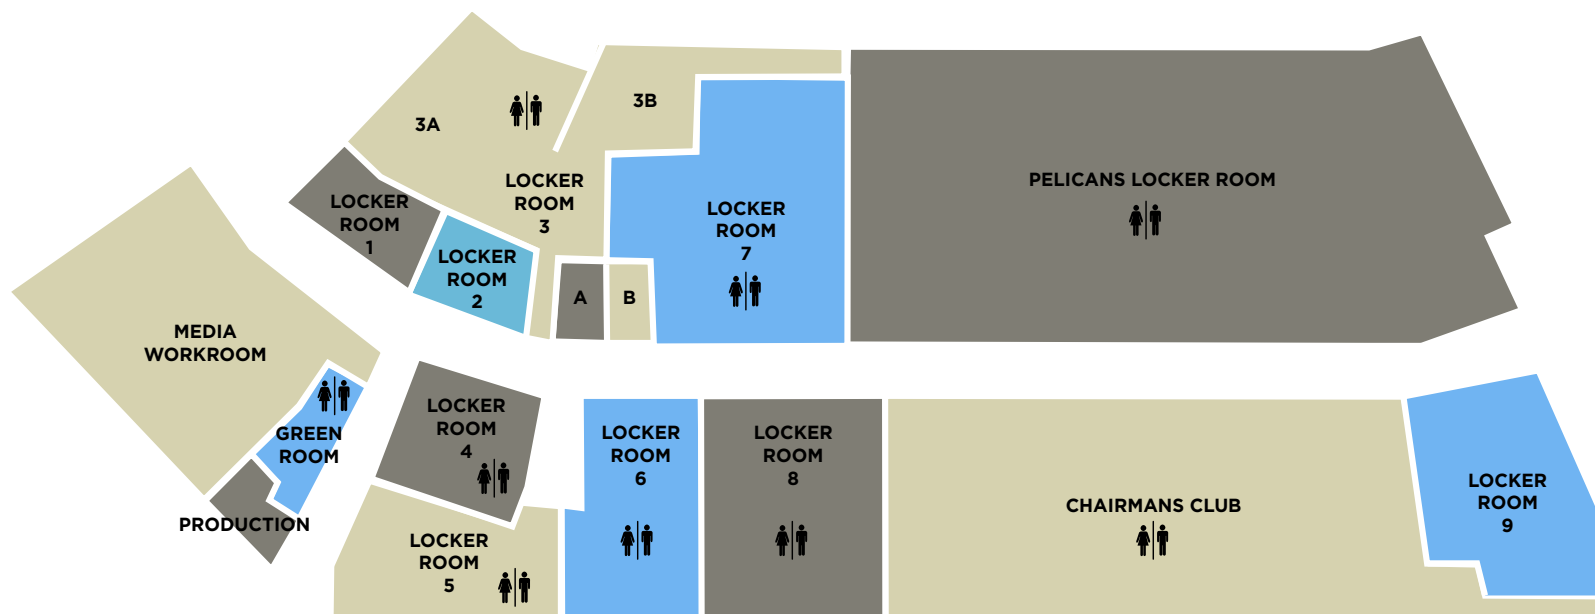 3A
3B
LOCKER
ROOM
3
LOCKER
ROOM
1
LOCKER
ROOM
2
A
B
LOCKER
ROOM
7
PELICANS LOCKER ROOM
MEDIA
WORKROOM
GREEN
ROOM
PRODUCTION
LOCKER
ROOM
4
LOCKER
ROOM
5
LOCKER
ROOM
6
LOCKER
ROOM
8
CHAIRMANS CLUB
LOCKER
ROOM
9